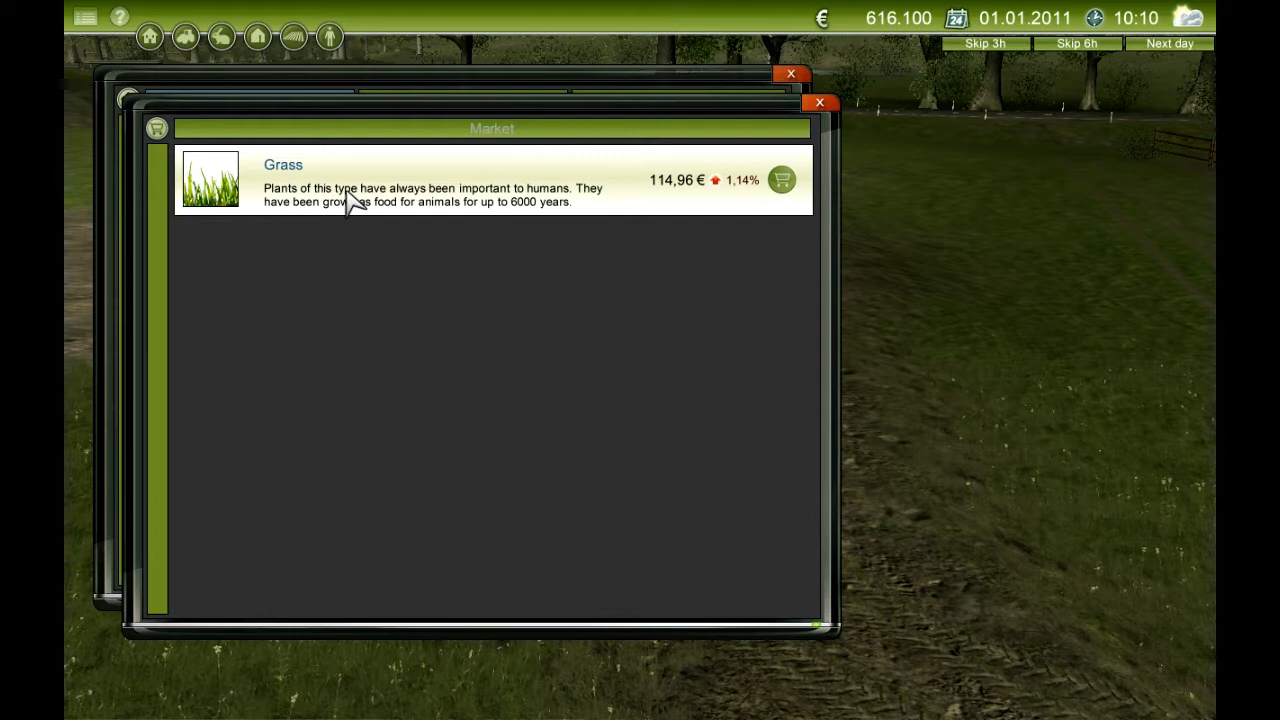 ? € 616.100 24 01.01.2011 10:10
Skip 3h Skip 6h Next day
X
X
Market
Grass
Plants of this type have always been important to humans. They
have been grown as food for animals for up to 6000 years.
114,96 € 1,14%